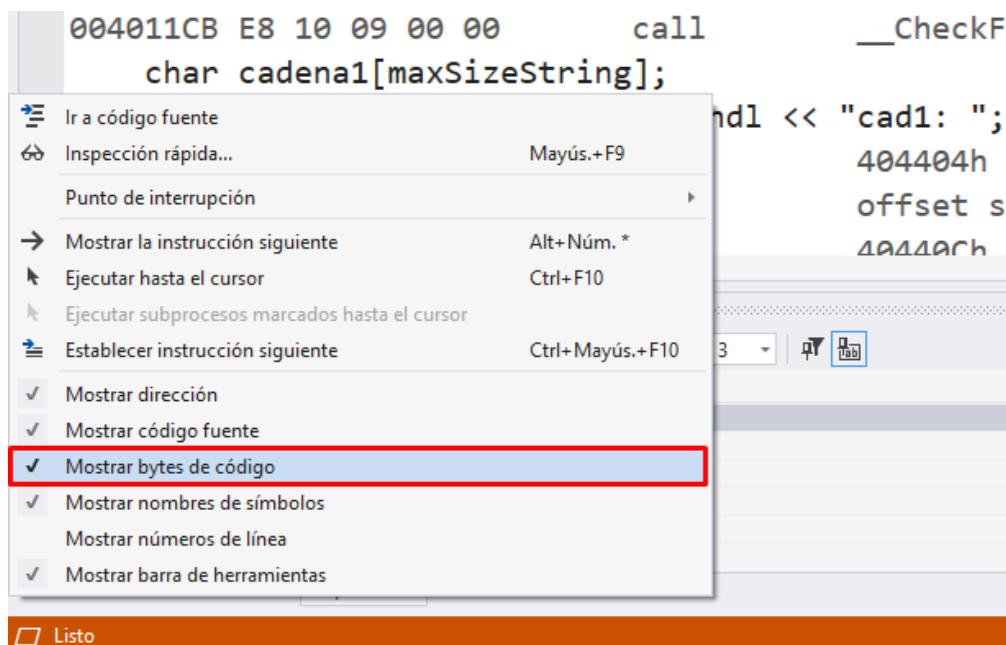 004011CB E8 10 09 00 00 call __CheckF
char cadena1[maxSizeString];
ndl << "cad1: ";
404404h
offset s
40440Ch
Ir a código fuente
Inspección rápida... Mayús.+F9
Punto de interrupción
Mostrar la instrucción siguiente Alt+Núm. *
Ejecutar hasta el cursor Ctrl+F10
Ejecutar subprocesos marcados hasta el cursor
Establecer instrucción siguiente Ctrl+Mayús.+F10
3
Mostrar dirección
Mostrar código fuente
Mostrar bytes de código
Mostrar nombres de símbolos
Mostrar números de línea
Mostrar barra de herramientas
Listo